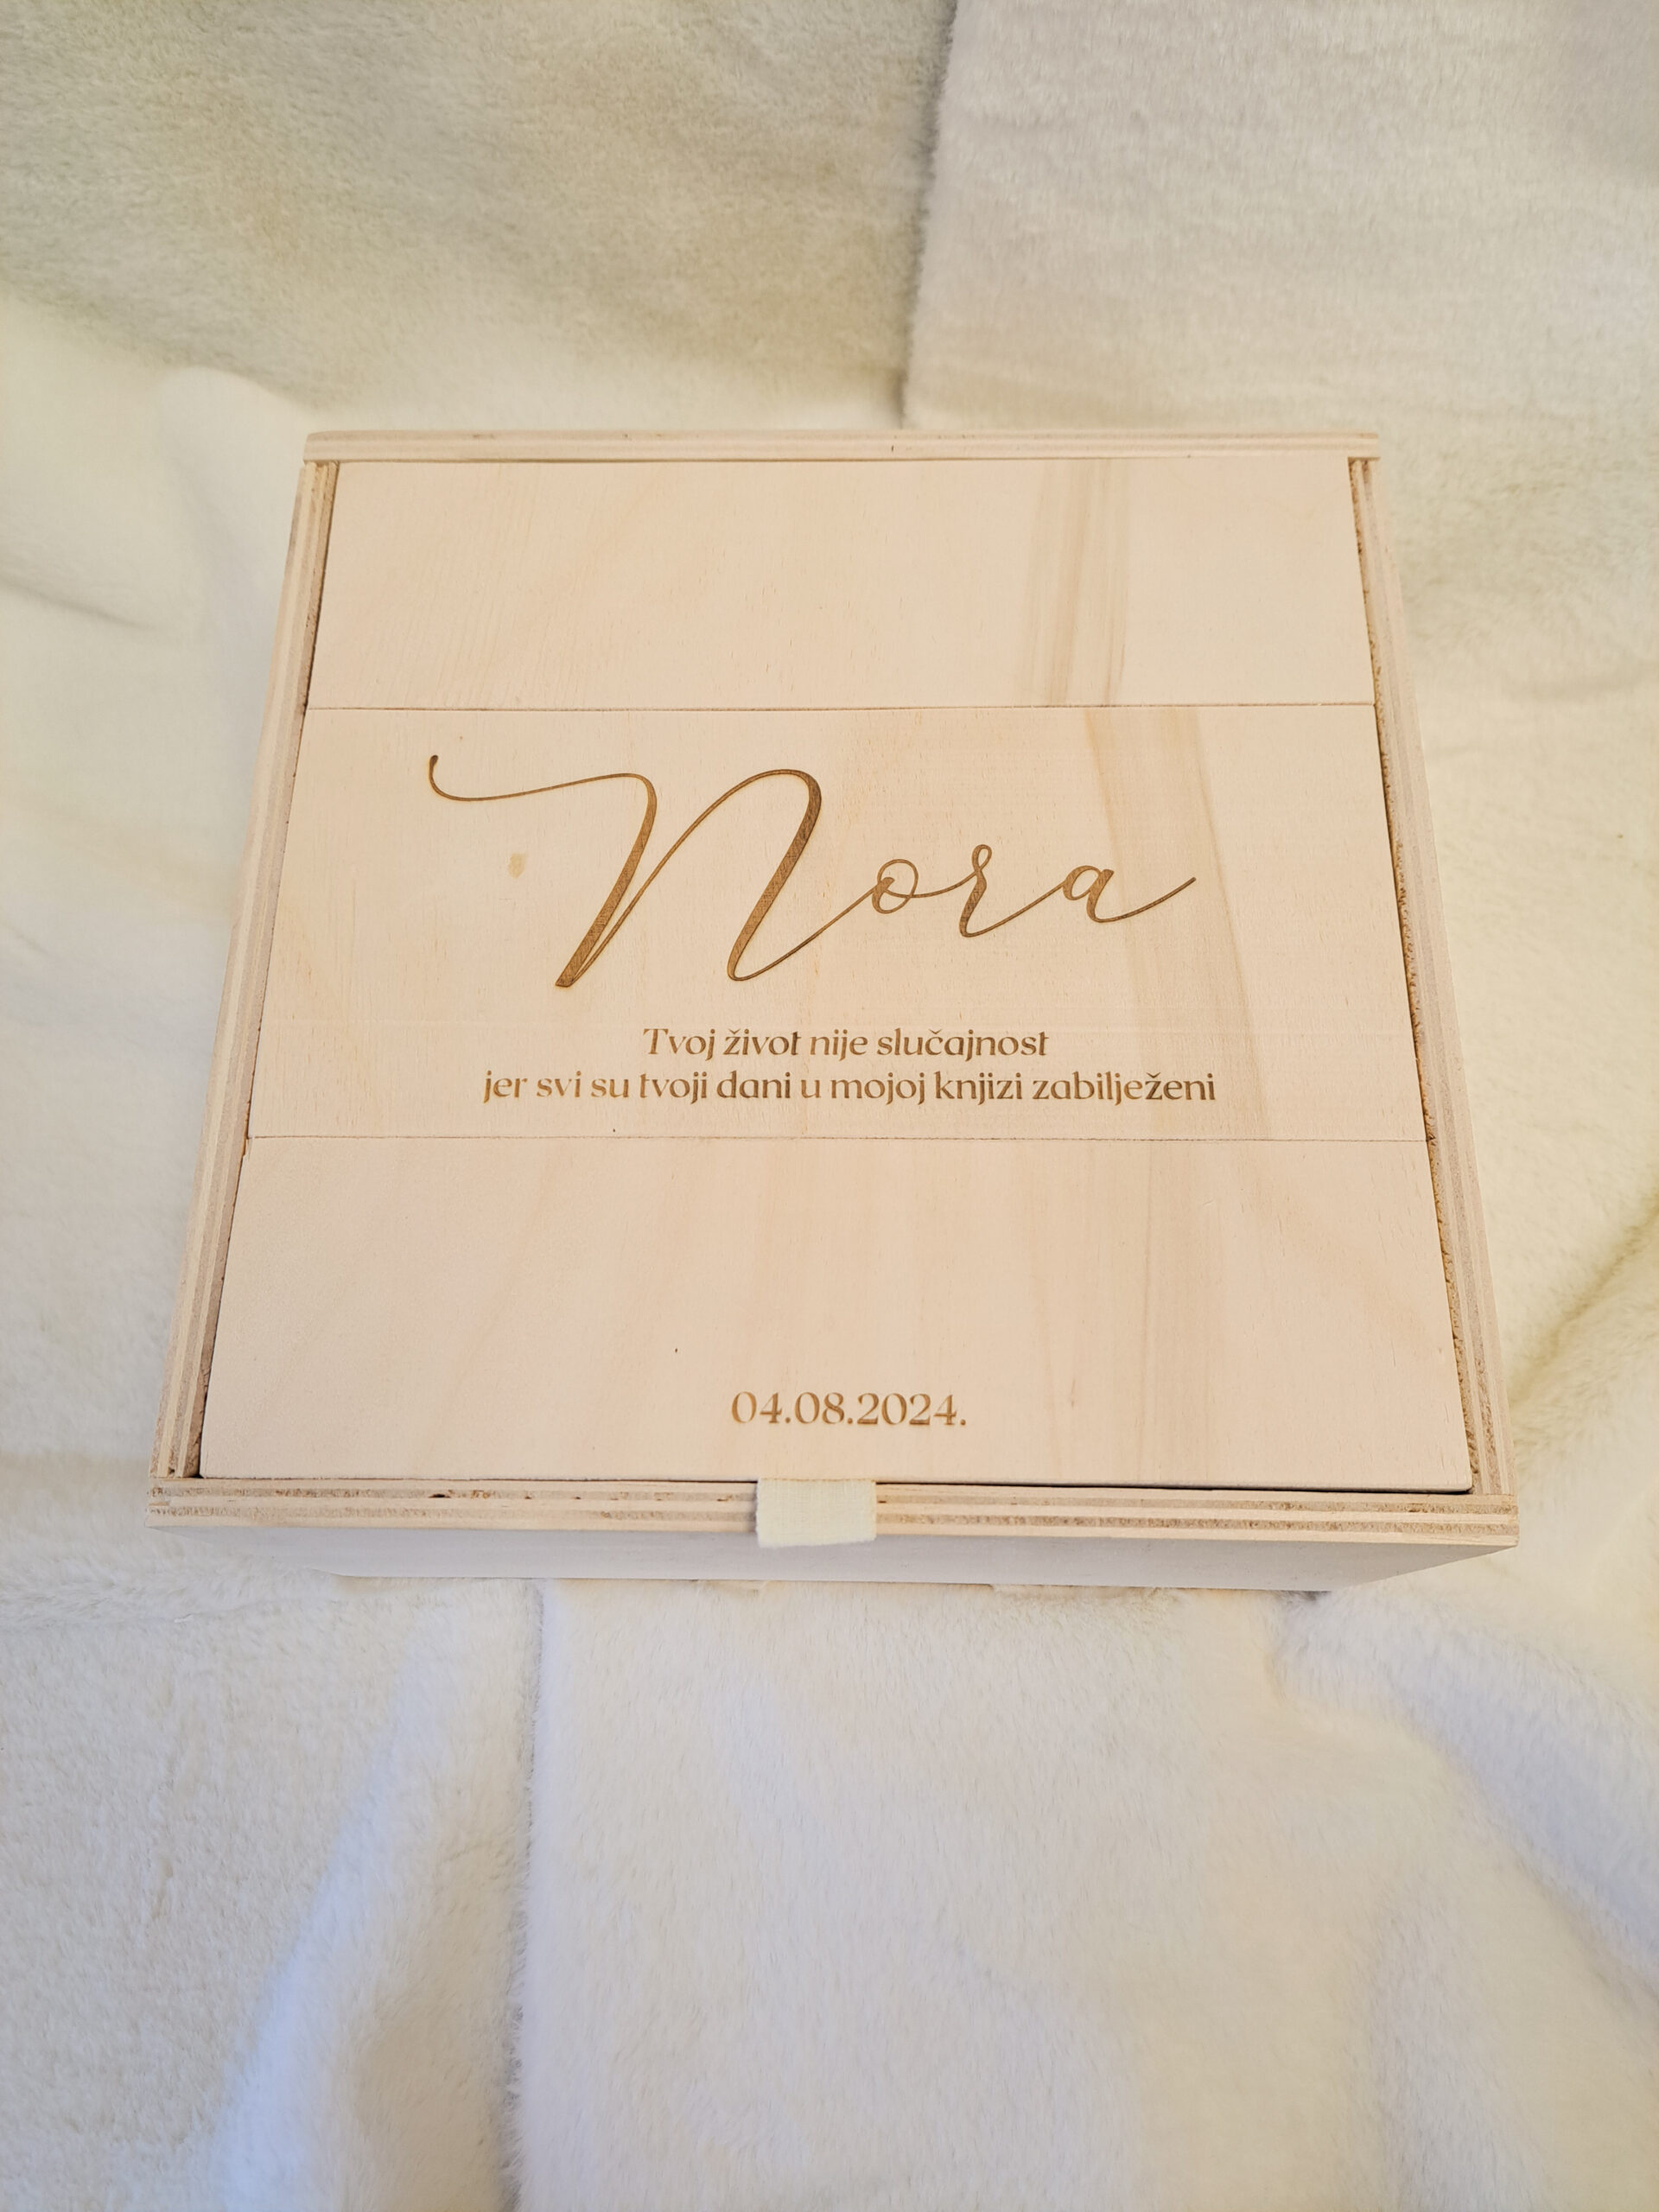 Nora
Tvoj život nije slučajnost
jer svi su tvoji dani u mojoj knjizi zabilježeni
04.08.2024.